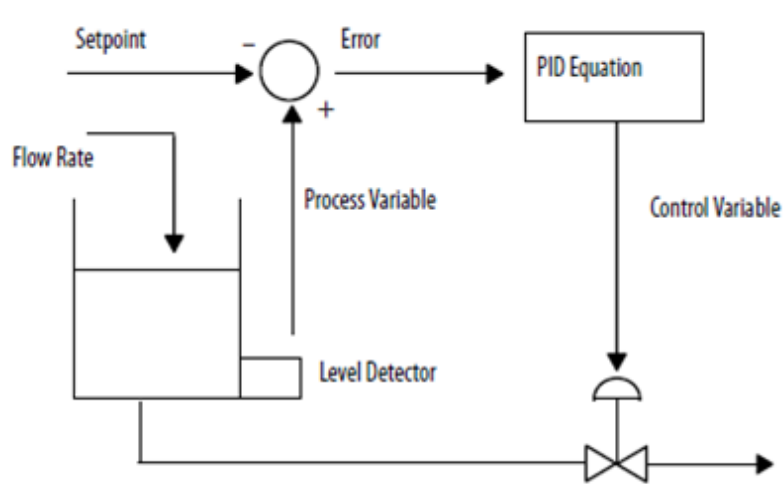 Setpoint
−
Error
PID Equation
+
Flow Rate
Process Variable
Control Variable
Level Detector